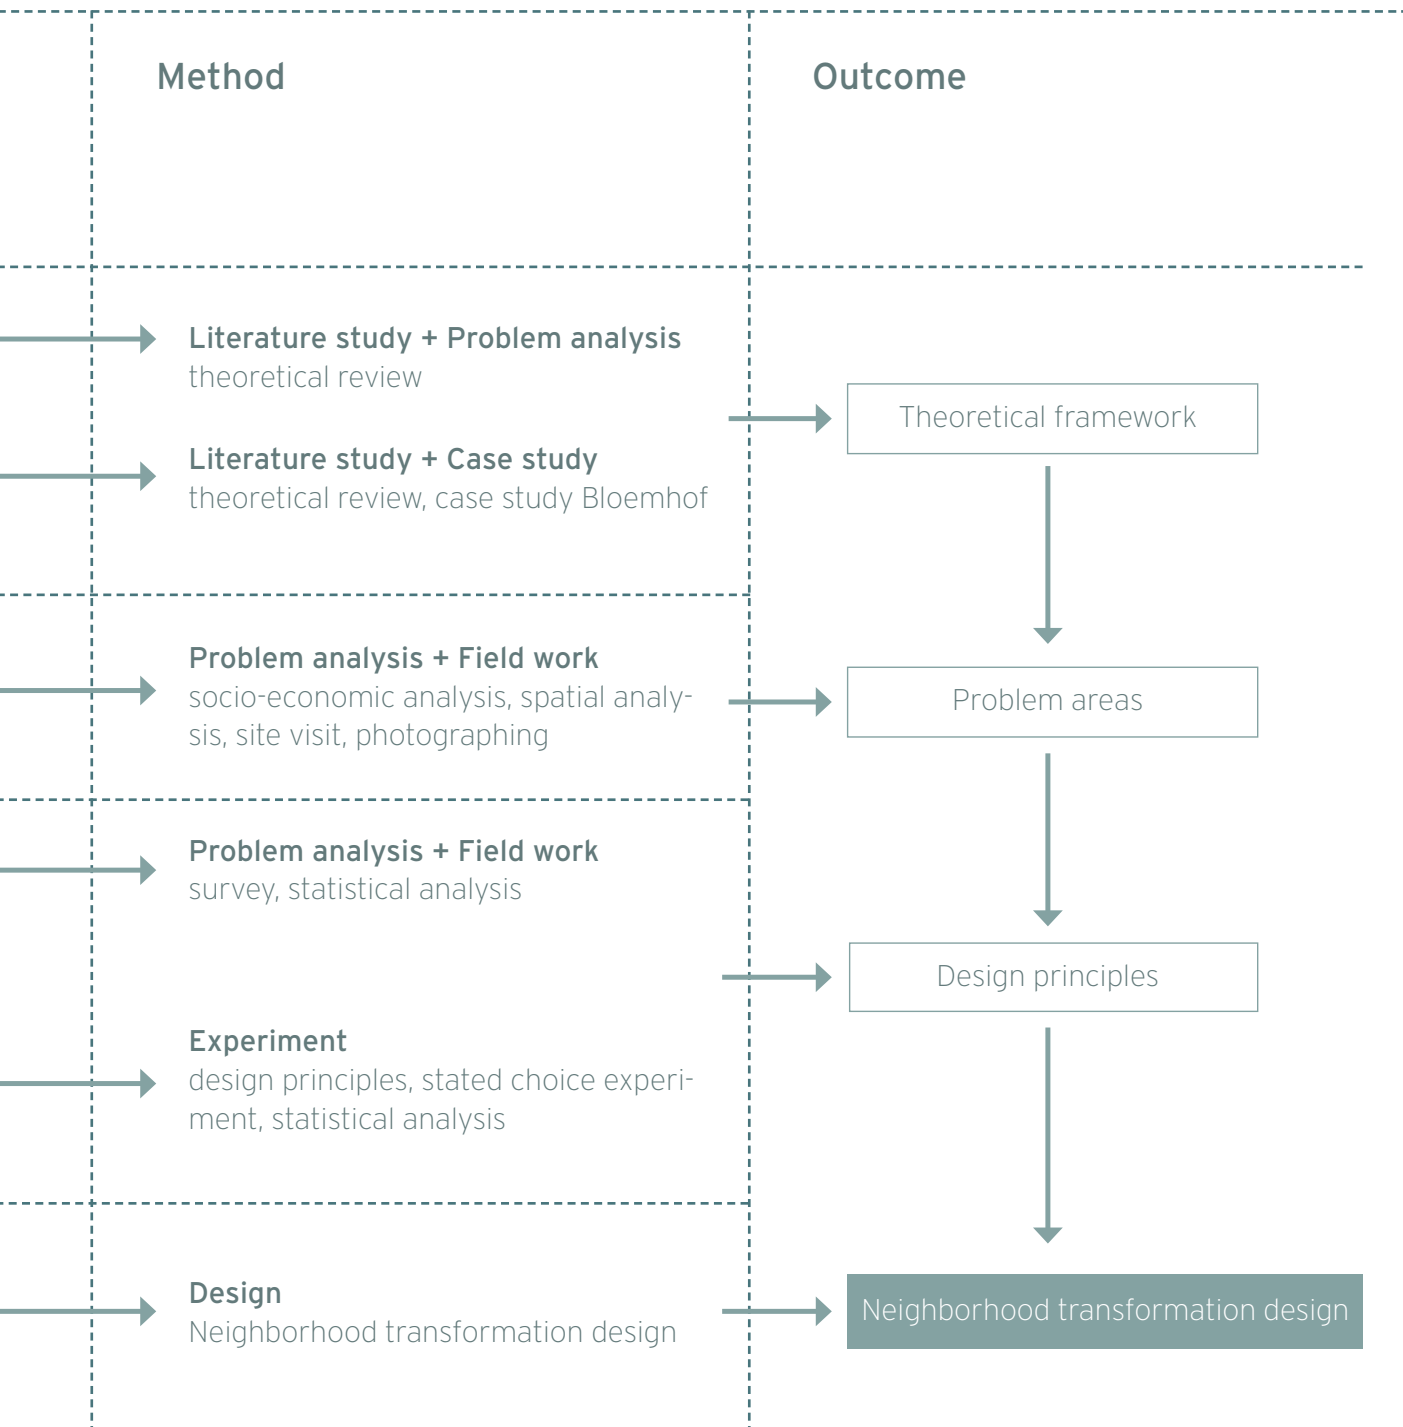 Method
Outcome
Literature study + Problem analysis
theoretical review
Theoretical framework
Literature study + Case study
theoretical review, case study Bloemhof
Problem analysis + Field work
socio-economic analysis, spatial analy-
sis, site visit, photographing
Problem areas
Problem analysis + Field work
survey, statistical analysis
Design principles
Experiment
design principles, stated choice experi-
ment, statistical analysis
Design
Neighborhood transformation design
Neighborhood transformation design